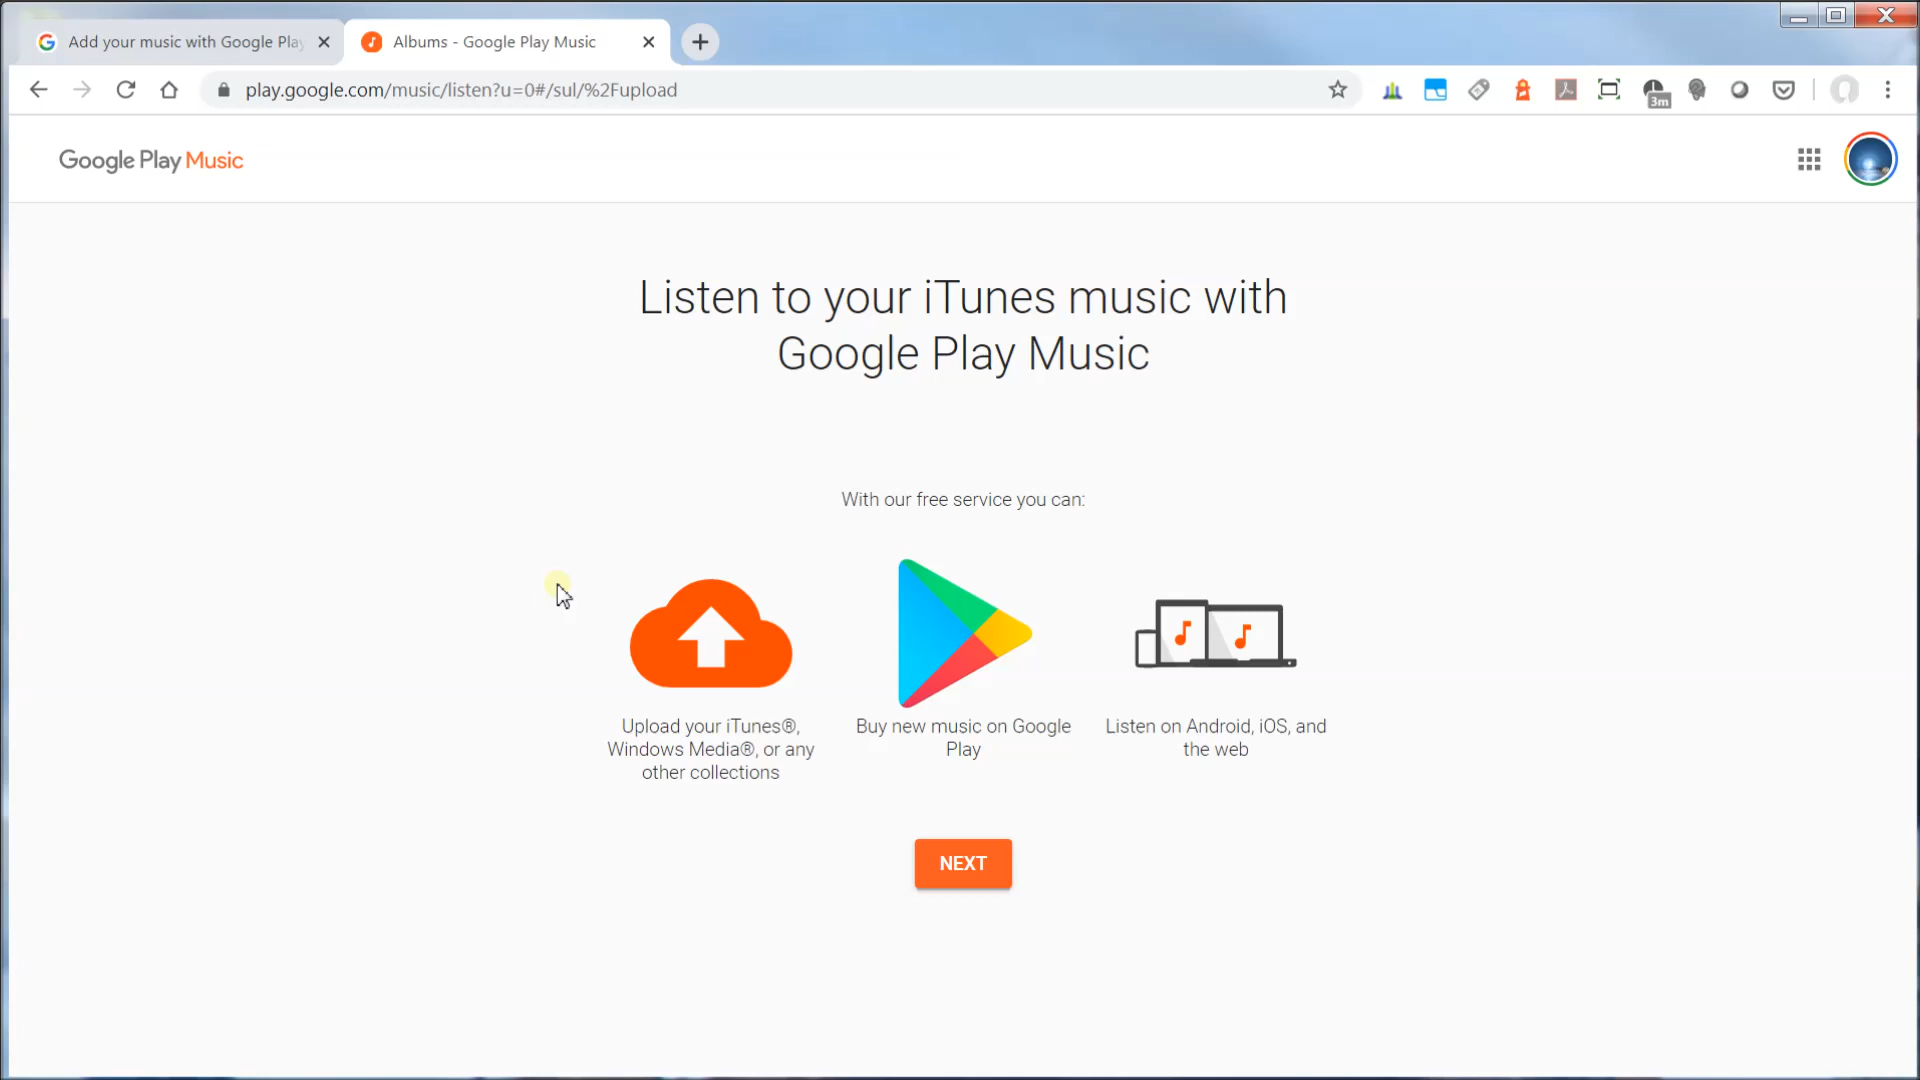 Add your music with Google Play
Albums - Google Play Music
play.google.com/music/listen?u=0#/sul/%2Fupload
3m
Google Play Music
Listen to your iTunes music with
Google Play Music
With our free service you can:
Upload your iTunes®,
Windows Media®, or any
other collections
Buy new music on Google
Play
Listen on Android, iOS, and
the web
NEXT